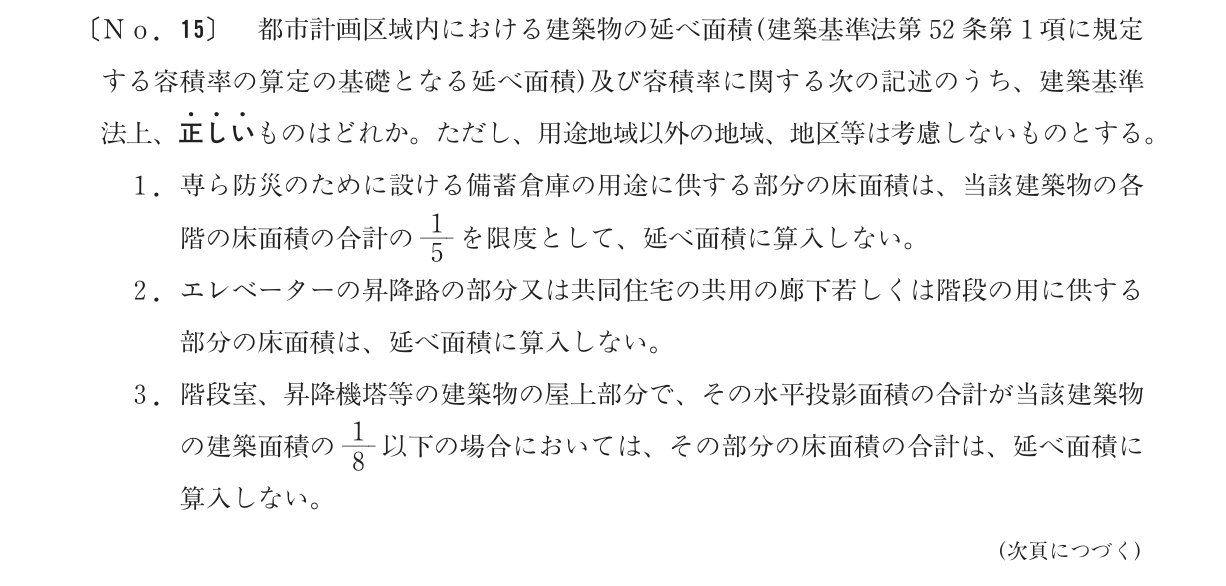 〔No. 15〕 都市計画区域内における建築物の延べ面積(建築基準法第52条第1項に規定
する容積率の算定の基礎となる延べ面積)及び容積率に関する次の記述のうち、建築基準
法上、正しいものはどれか。ただし、用途地域以外の地域、地区等は考慮しないものとする。
1. 専ら防災のために設ける備蓄倉庫の用途に供する部分の床面積は、当該建築物の各
階の床面積の合計の1/5を限度として、延べ面積に算入しない。
2. エレベーターの昇降路の部分又は共同住宅の共用の廊下若しくは階段の用に供する
部分の床面積は、延べ面積に算入しない。
3. 階段室、昇降機塔等の建築物の屋上部分で、その水平投影面積の合計が当該建築物
の建築面積の1/8以下の場合においては、その部分の床面積の合計は、延べ面積に
算入しない。
(次頁につづく)